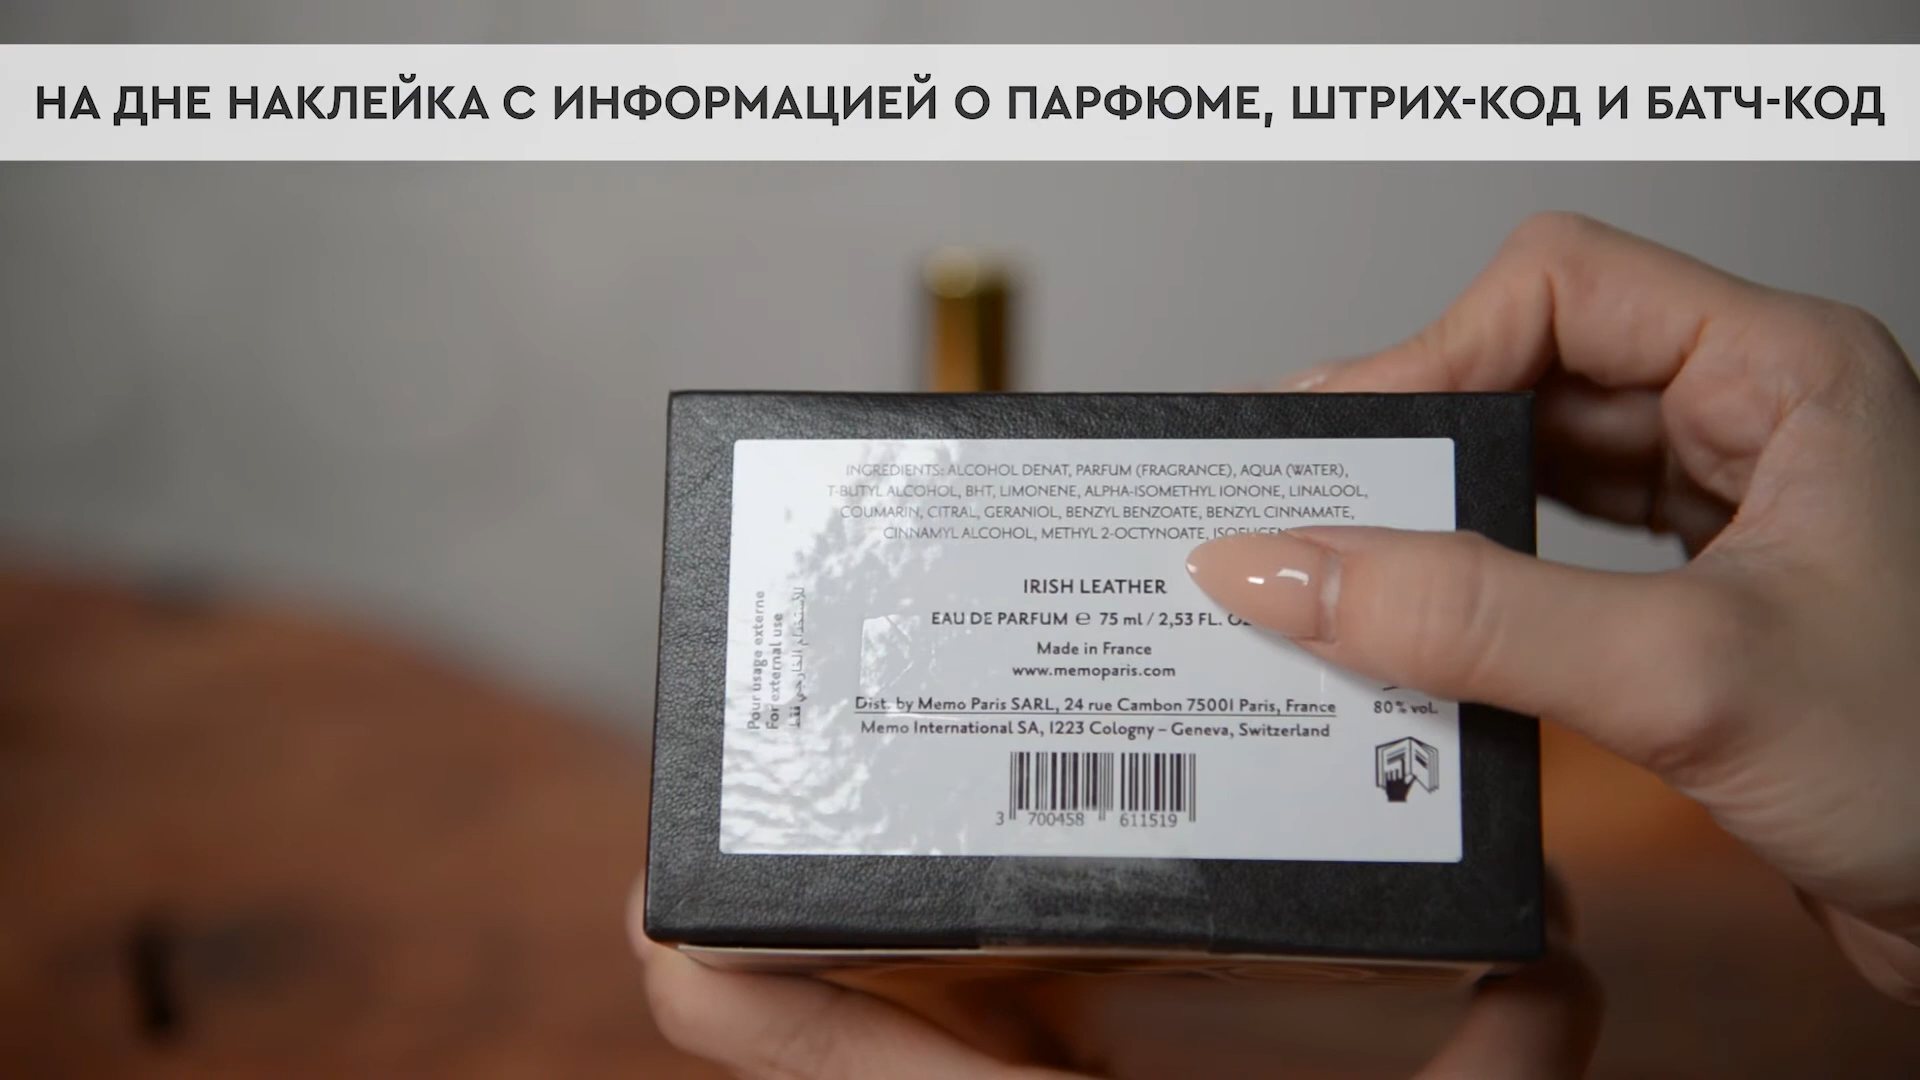 НА ДНЕ НАКЛЕЙКА С ИНФОРМАЦИЕЙ О ПАРФЮМЕ, ШТРИХ-КОД И БАТЧ-КОД
INGREDIENTS: ALCOHOL DENAT, PARFUM (FRAGRANCE), AQUA (WATER),
T-BUTYL ALCOHOL, BHT, LIMONENE, ALPHA-ISOMETHYL IONONE, LINALOOL,
COUMARIN, CITRAL, GERANIOL, BENZYL BENZOATE, BENZYL CINNAMATE,
CINNAMYL ALCOHOL, METHYL 2-OCTYNOATE,
IRISH LEATHER
EAU DE PARFUM ℮ 75 ml / 2,53 FL.
Made in France
www.memoparis.com
Dist. by Memo Paris SARL, 24 rue Cambon 75001 Paris, France
Memo International SA, 1223 Cologny – Geneva, Switzerland
3 700458 611519
Pour usage externe
For external use
للاستخدام الخارجي فقط
80% vol.